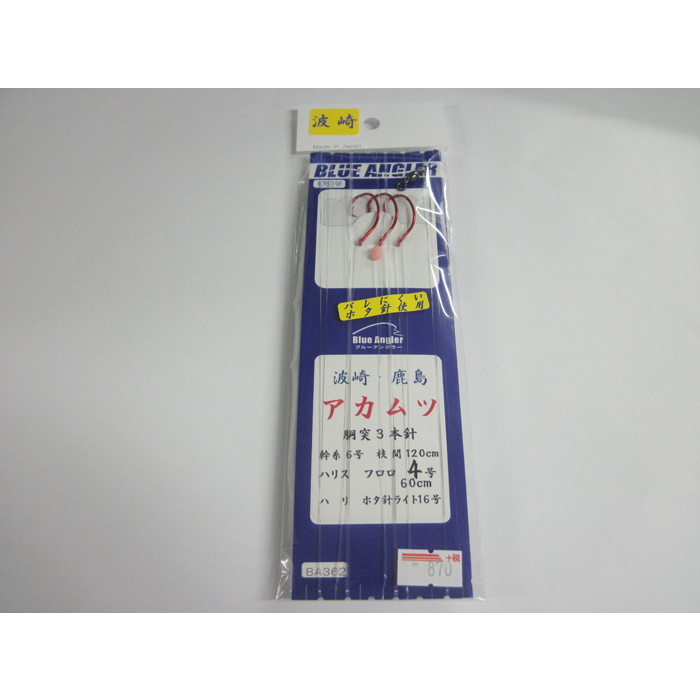 波崎
Made in Japan
BLUE ANGLER
バレにくい
ホタ針使用
Blue Angler
ブルーアングラー
波崎・鹿島
アカムツ
胴突3本針
幹糸6号 枝間120cm
ハリス フロロ 4号
60cm
ハリ ホタ針ライト16号
BA362
+税
870